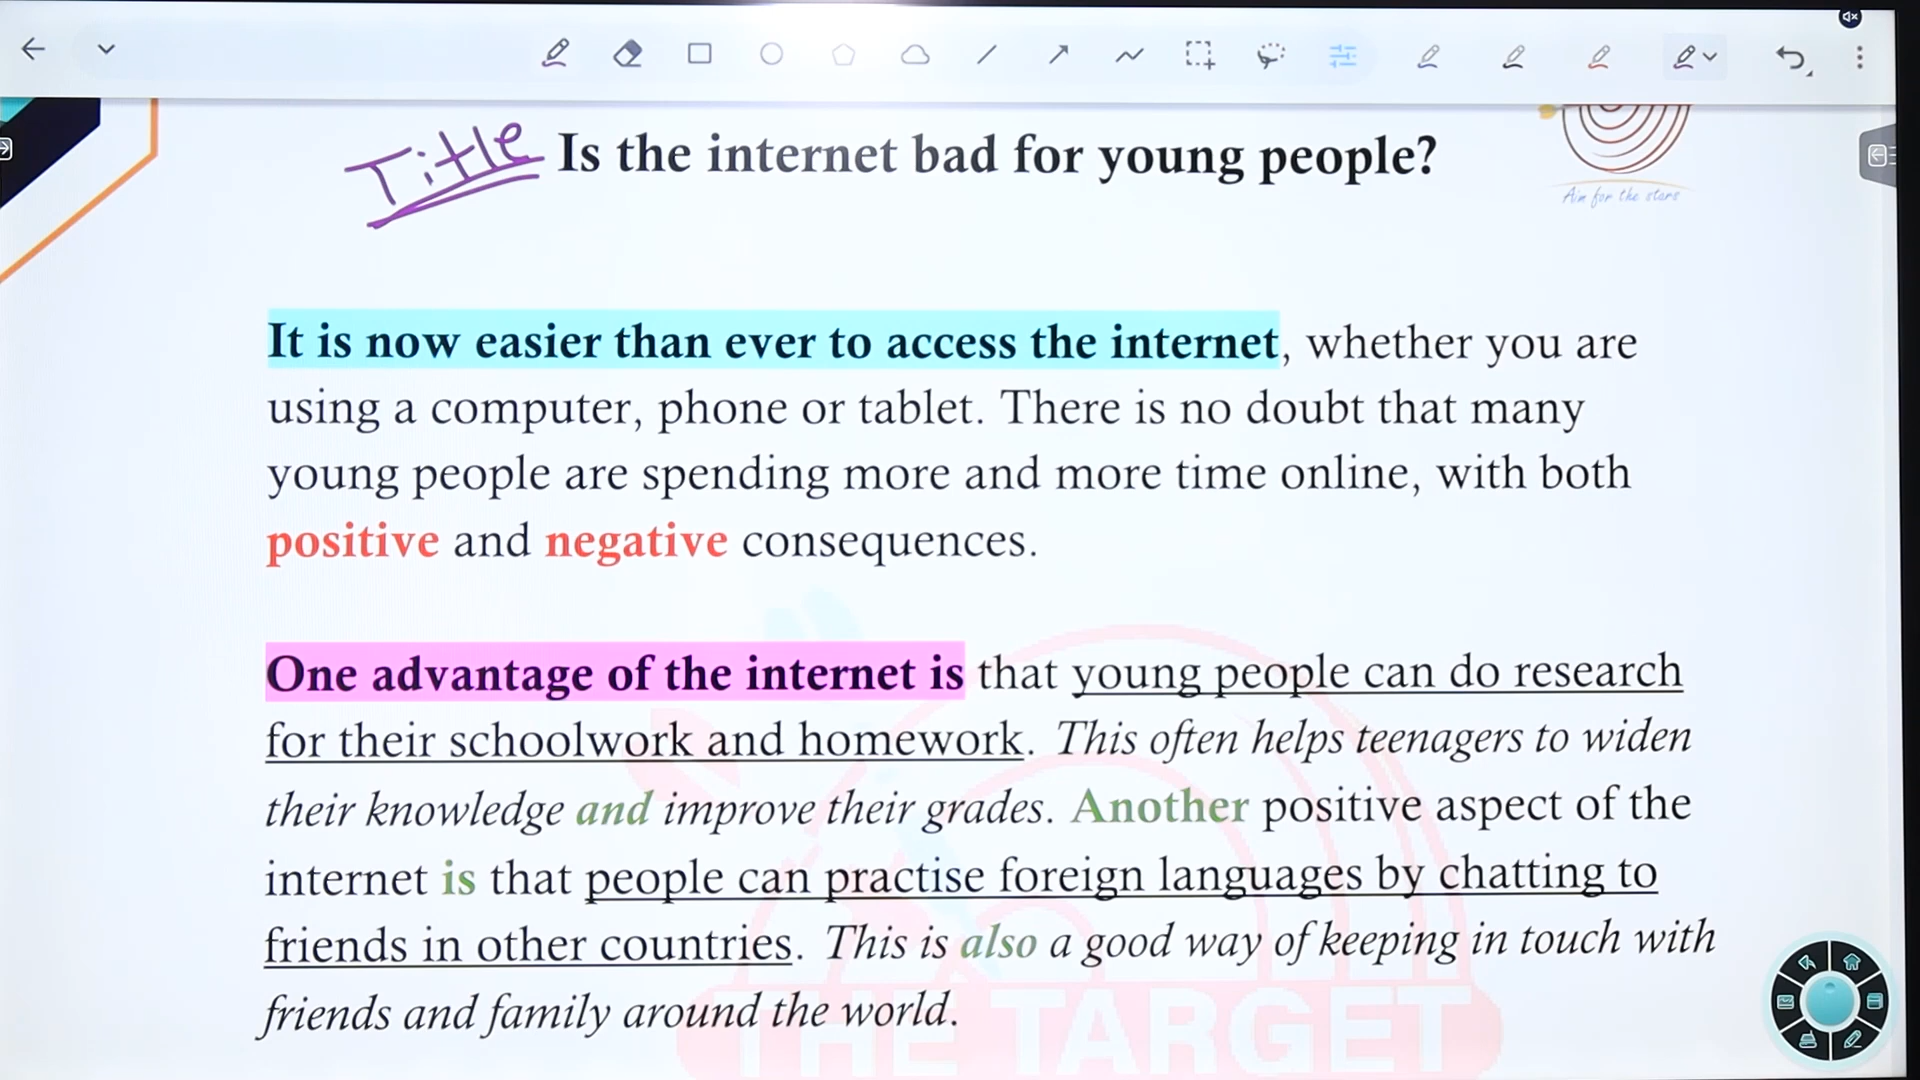 Title Is the internet bad for young people?
Aim for the stars
It is now easier than ever to access the internet, whether you are
using a computer, phone or tablet. There is no doubt that many
young people are spending more and more time online, with both
positive and negative consequences.
One advantage of the internet is that young people can do research
for their schoolwork and homework. This often helps teenagers to widen
their knowledge and improve their grades. Another positive aspect of the
internet is that people can practise foreign languages by chatting to
friends in other countries. This is also a good way of keeping in touch with
friends and family around the world.
THE TARGET